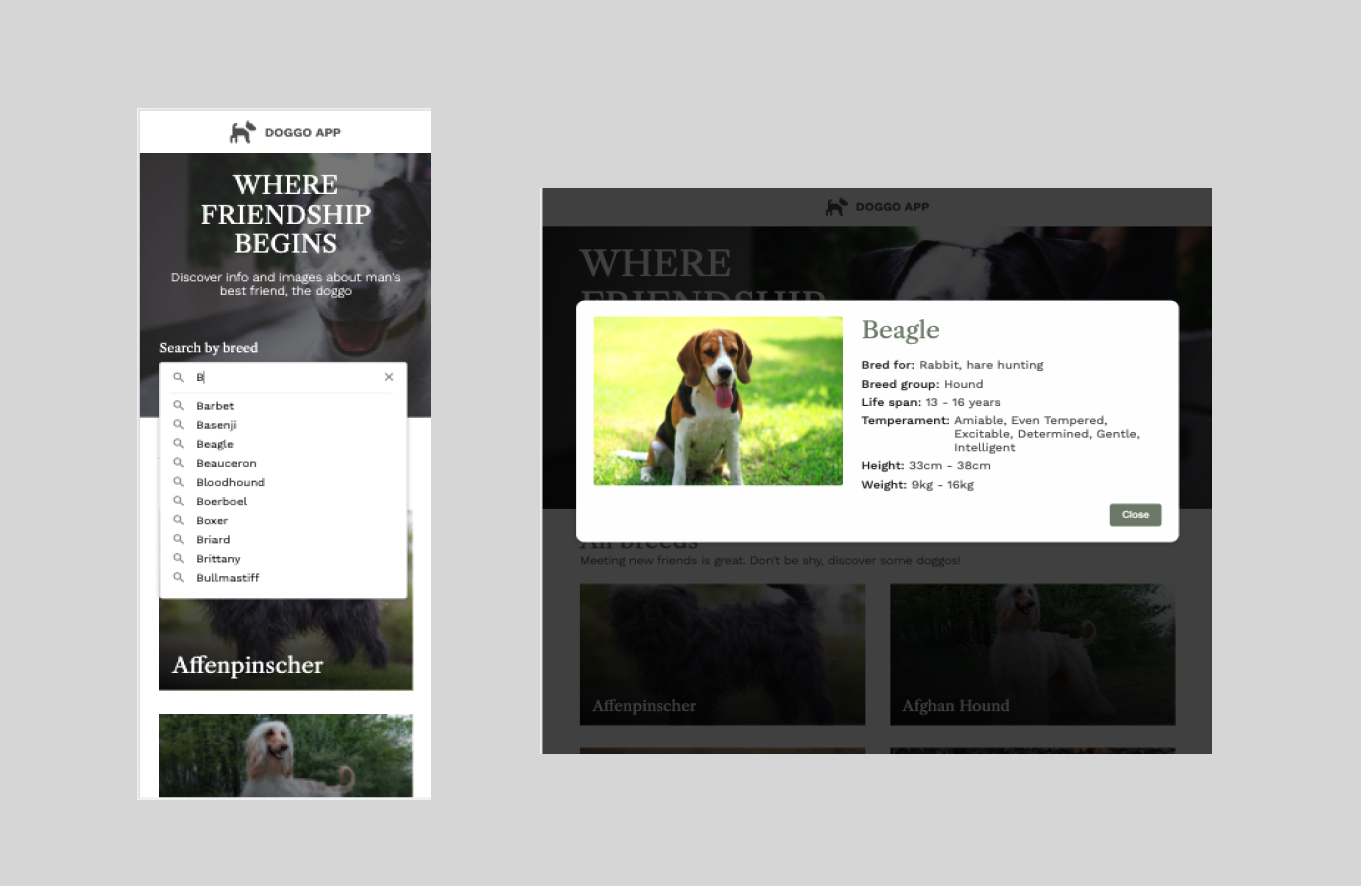 DOGGO APP
WHERE
FRIENDSHIP
BEGINS
Discover info and images about man's
best friend, the doggo
Search by breed
B
Barbet
Basenji
Beagle
Beauceron
Bloodhound
Boerboel
Boxer
Briard
Brittany
Bullmastiff
Affenpinscher
DOGGO APP
WHERE
FRIENDSHIP
Beagle
Bred for: Rabbit, hare hunting
Breed group: Hound
Life span: 13 - 16 years
Temperament: Amiable, Even Tempered,
Excitable, Determined, Gentle,
Intelligent
Height: 33cm - 38cm
Weight: 9kg - 16kg
Close
All breeds
Meeting new friends is great. Don't be shy, discover some doggos!
Affenpinscher
Afghan Hound